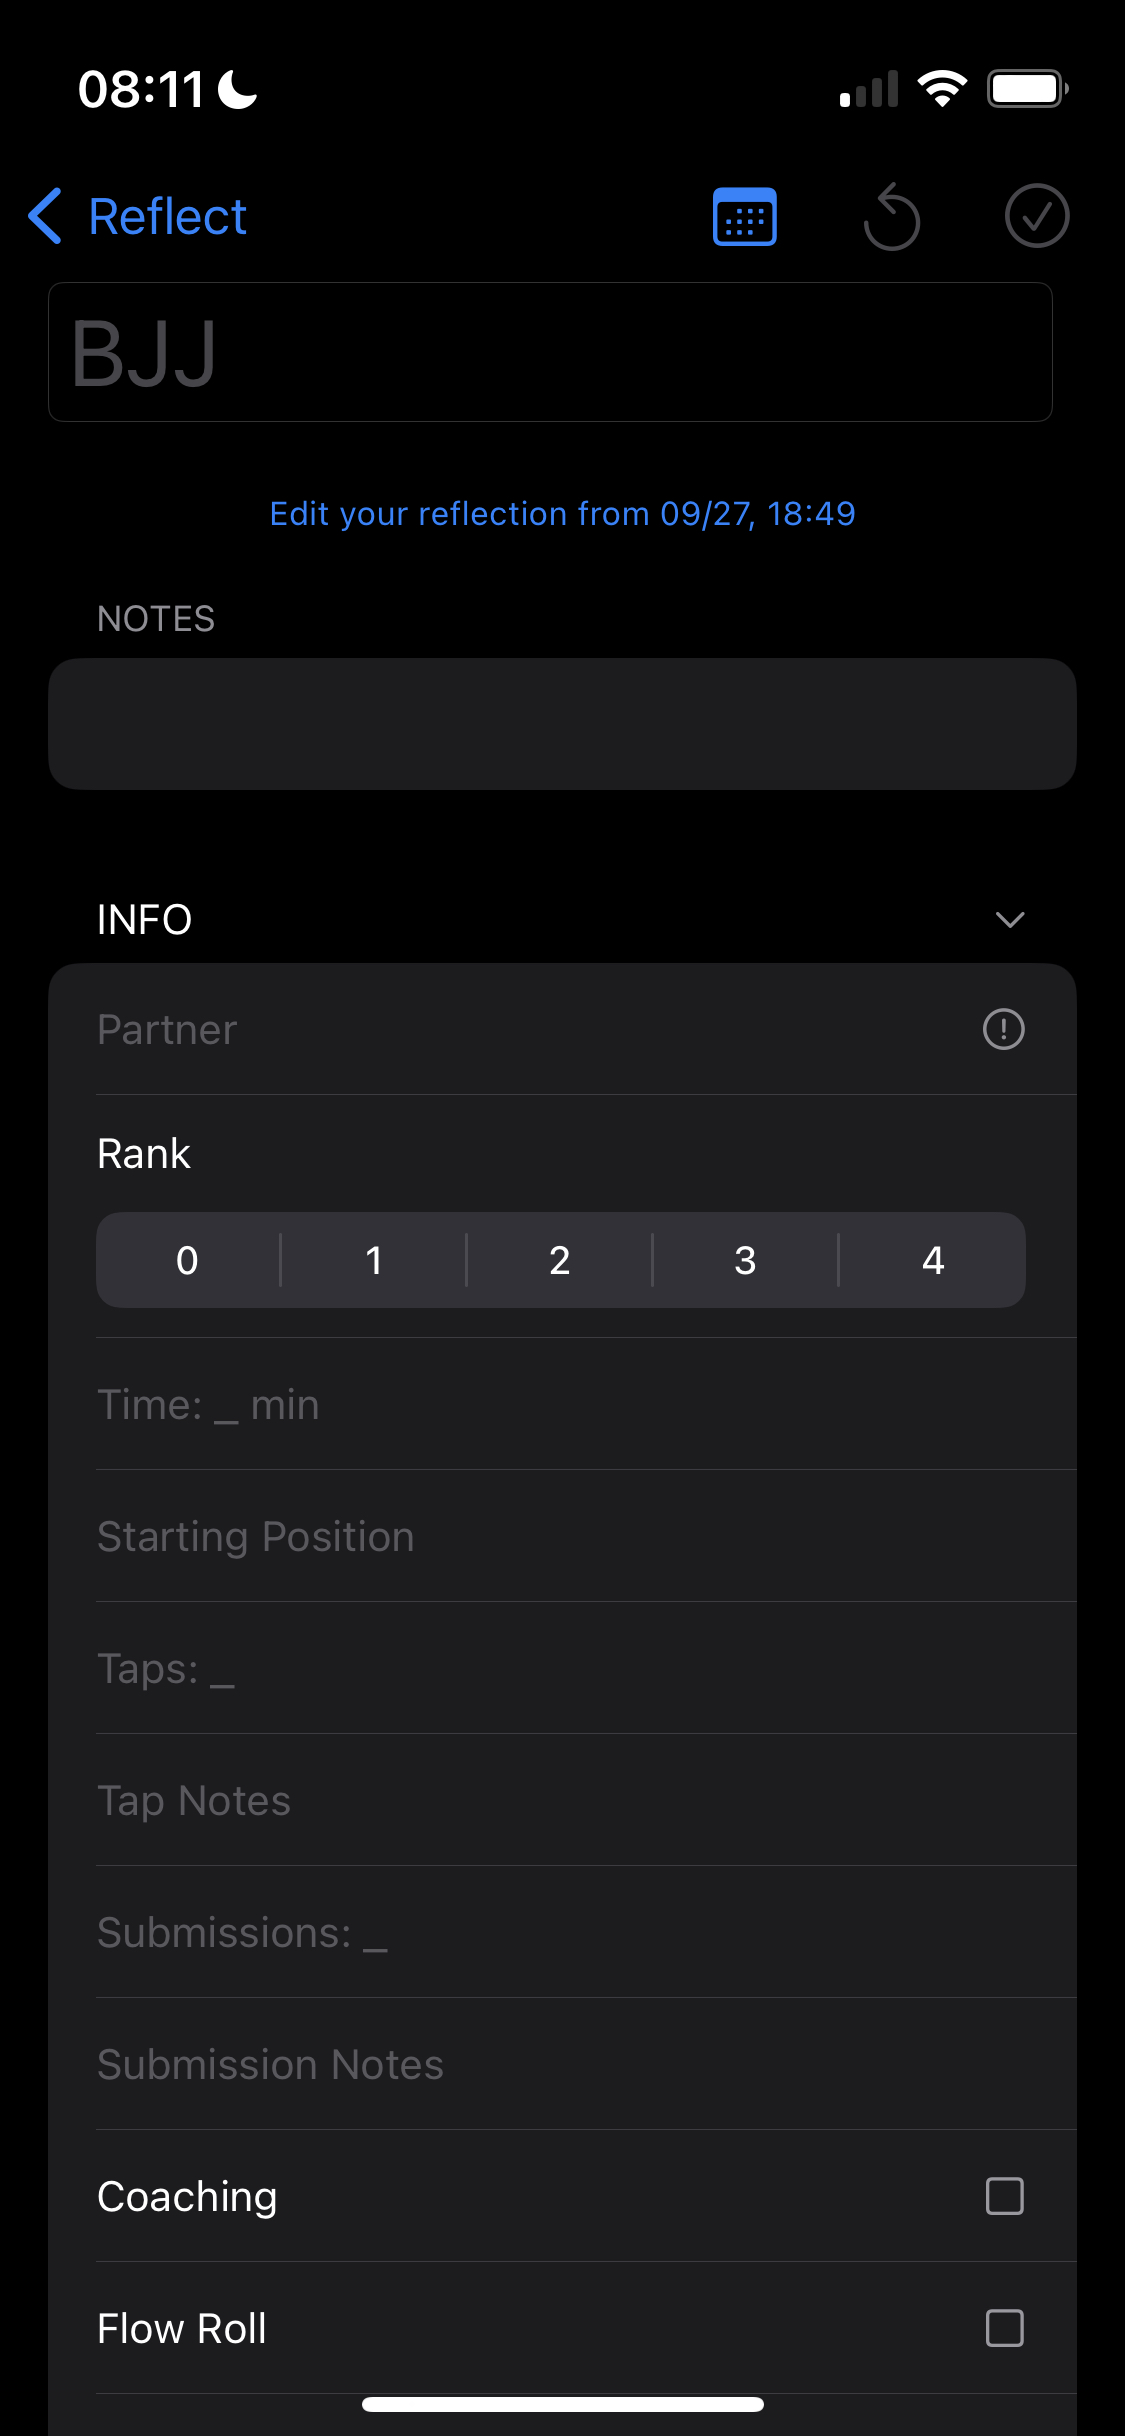 08:11
Reflect
BJJ
Edit your reflection from 09/27, 18:49
NOTES
INFO
Partner
Rank
0 1 2 3 4
Time: _ min
Starting Position
Taps: _
Tap Notes
Submissions: _
Submission Notes
Coaching
Flow Roll